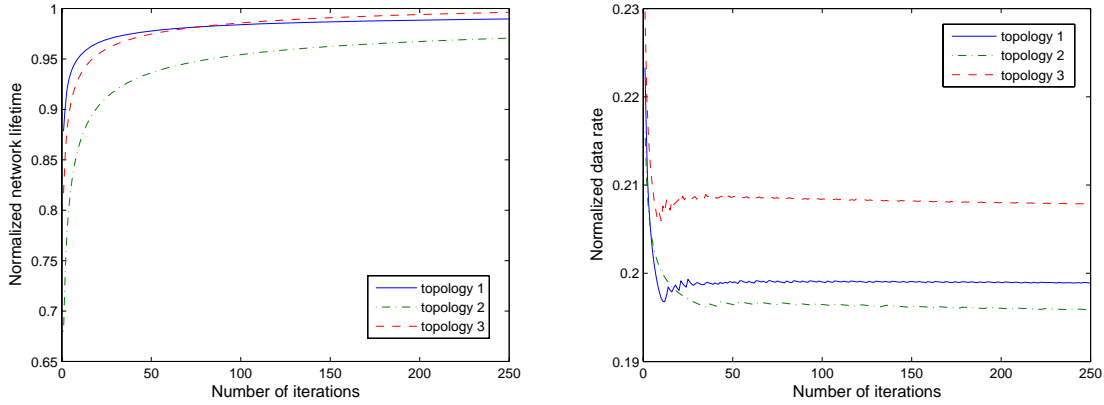 1
0.95
0.9
0.85
0.8
0.75
0.7
0.65
Normalized network lifetime
topology 1
topology 2
topology 3
0 50 100 150 200 250
Number of iterations
0.23
0.22
0.21
0.2
0.19
Normalized data rate
topology 1
topology 2
topology 3
0 50 100 150 200 250
Number of iterations